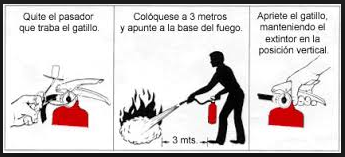 Quite el pasador
que traba el gatillo.
Colóquese a 3 metros
y apunte a la base del fuego.
3 mts.
Apriete el gatillo,
manteniendo el
extintor en la
posición vertical.